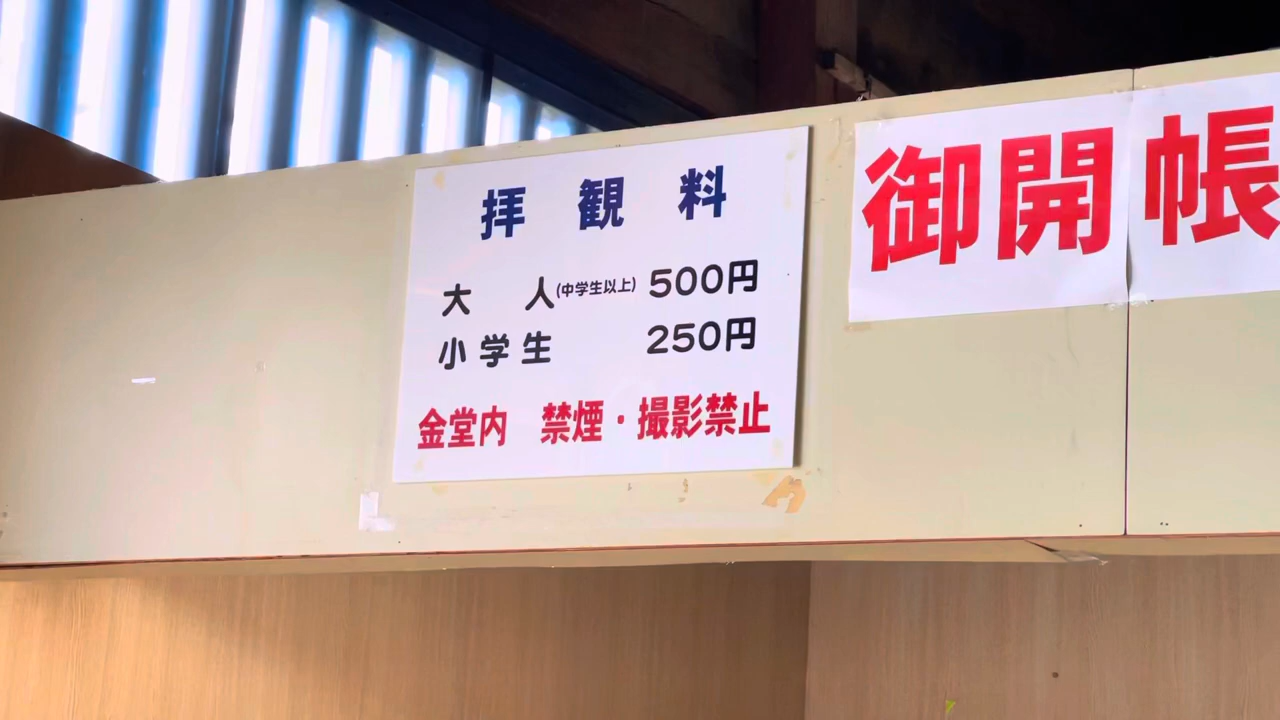 拝観料
大人(中学生以上) 500円
小学生 250円
金堂内 禁煙・撮影禁止
御開帳